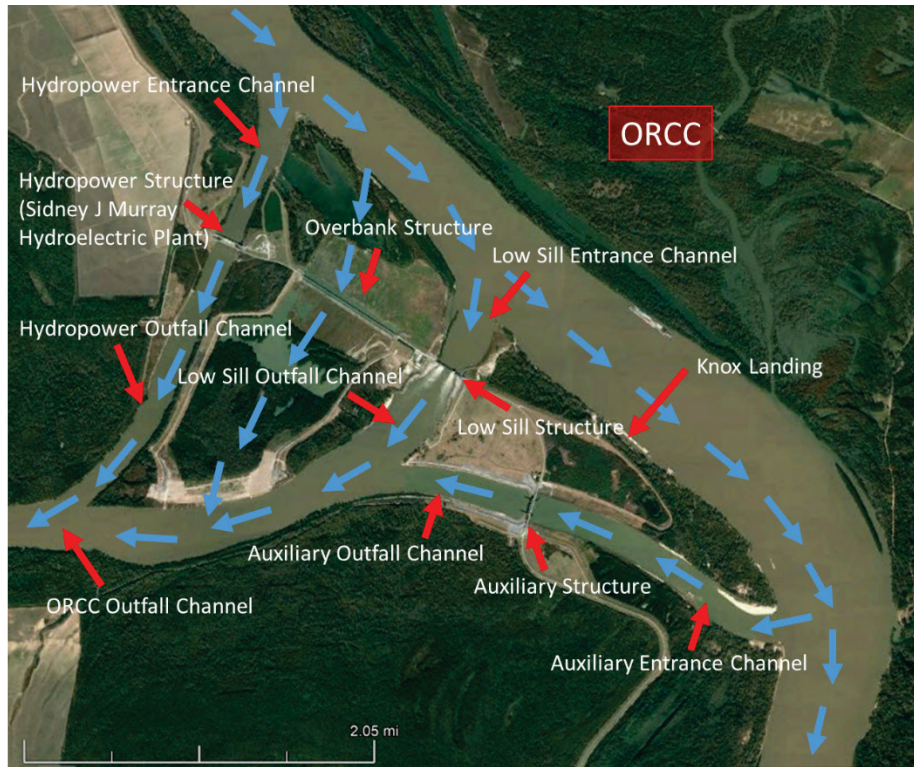 Hydropower Entrance Channel
ORCC
Hydropower Structure
(Sidney J Murray
Hydroelectric Plant)
Overbank Structure
Low Sill Entrance Channel
Hydropower Outfall Channel
Low Sill Outfall Channel
Knox Landing
Low Sill Structure
Auxiliary Outfall Channel
Auxiliary Structure
ORCC Outfall Channel
Auxiliary Entrance Channel
2.05 mi